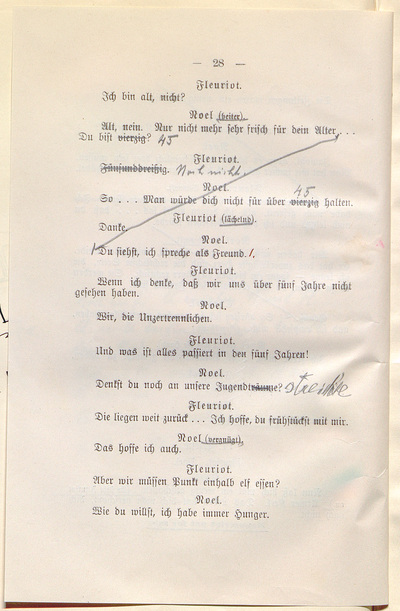 — 28 —
Fleuriot.
Ich bin alt, nicht?
Noel (heiter).
Alt, nein. Nur nicht mehr sehr frisch für dein Alter . . .
Du bist vierzig? 45
Fleuriot.
Fünfunddreißig. Noch nicht.
Noel.
45
So . . . Man würde dich nicht für über vierzig halten.
Fleuriot (lächelnd).
Danke.
Noel.
Du siehst, ich spreche als Freund.
Fleuriot.
Wenn ich denke, daß wir uns über fünf Jahre nicht
gesehen haben.
Noel.
Wir, die Unzertrennlichen.
Fleuriot.
Und was ist alles passiert in den fünf Jahren!
Noel.
Denkst du noch an unsere Jugendträume? streiche
Fleuriot.
Die liegen weit zurück . . . Ich hoffe, du frühstückst mit mir.
Noel (vergnügt).
Das hoffe ich auch.
Fleuriot.
Aber wir müssen Punkt einhalb elf essen?
Noel.
Wie du willst, ich habe immer Hunger.